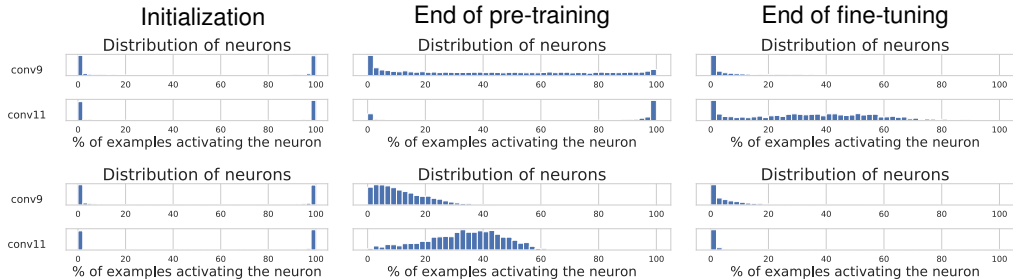 Initialization End of pre-training End of fine-tuning
Distribution of neurons Distribution of neurons Distribution of neurons
conv9
0 20 40 60 80 100 0 20 40 60 80 100 0 20 40 60 80 100
conv11
0 20 40 60 80 100 0 20 40 60 80 100 0 20 40 60 80 100
% of examples activating the neuron % of examples activating the neuron % of examples activating the neuron
Distribution of neurons Distribution of neurons Distribution of neurons
conv9
0 20 40 60 80 100 0 20 40 60 80 100 0 20 40 60 80 100
conv11
0 20 40 60 80 100 0 20 40 60 80 100 0 20 40 60 80 100
% of examples activating the neuron % of examples activating the neuron % of examples activating the neuron